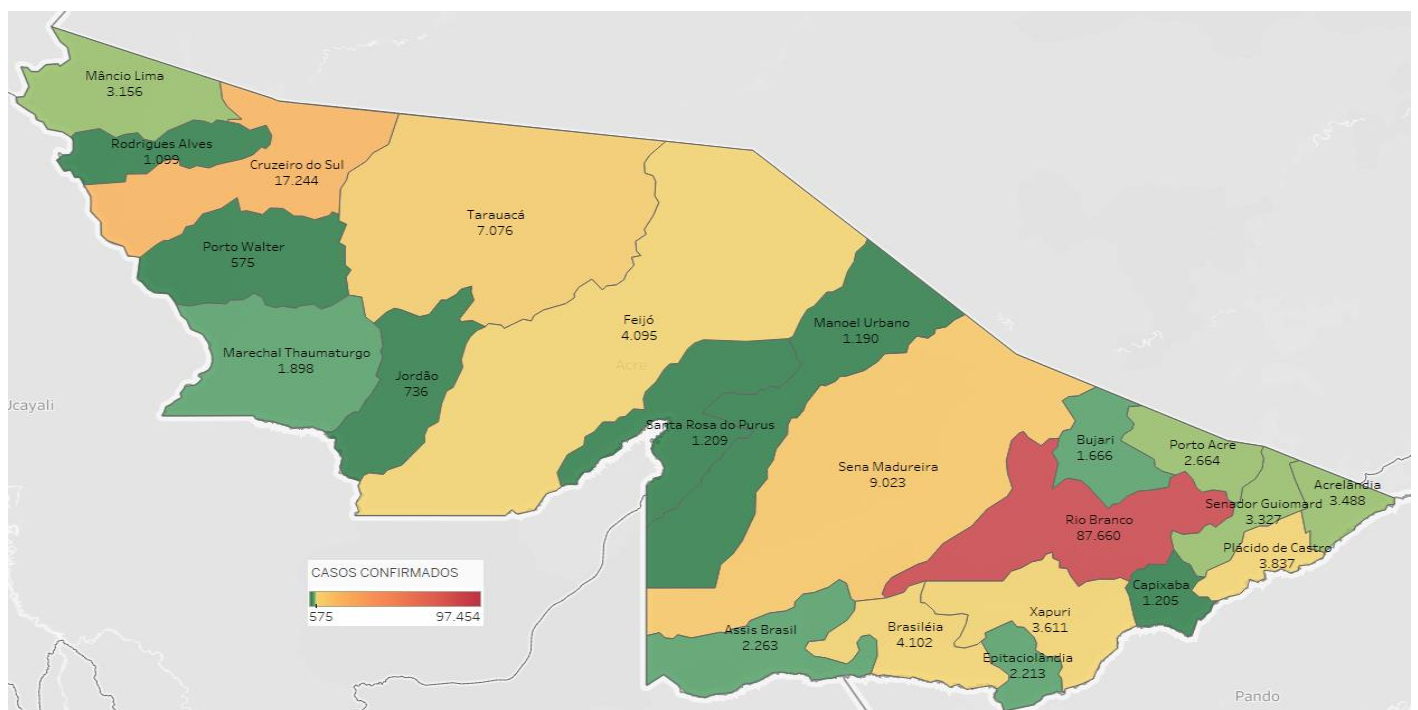 Mâncio Lima
3.156
Rodrigues Alves
1.099
Cruzeiro do Sul
17.244
Tarauacá
7.076
Porto Walter
575
Feijó
4.095
Manoel Urbano
1.190
Marechal Thaumaturgo
1.898
Acre
Jordão
736
Ucayali
Santa Rosa do Purus
1.209
Bujari
1.666
Porto Acre
2.664
Sena Madureira
9.023
Acrelândia
3.488
Senador Guiomard
3.327
Rio Branco
87.660
Plácido de Castro
3.837
CASOS CONFIRMADOS
575 97.454
Capixaba
1.205
Xapuri
3.611
Assis Brasil
2.263
Brasiléia
4.102
Epitaciolândia
2.213
Pando